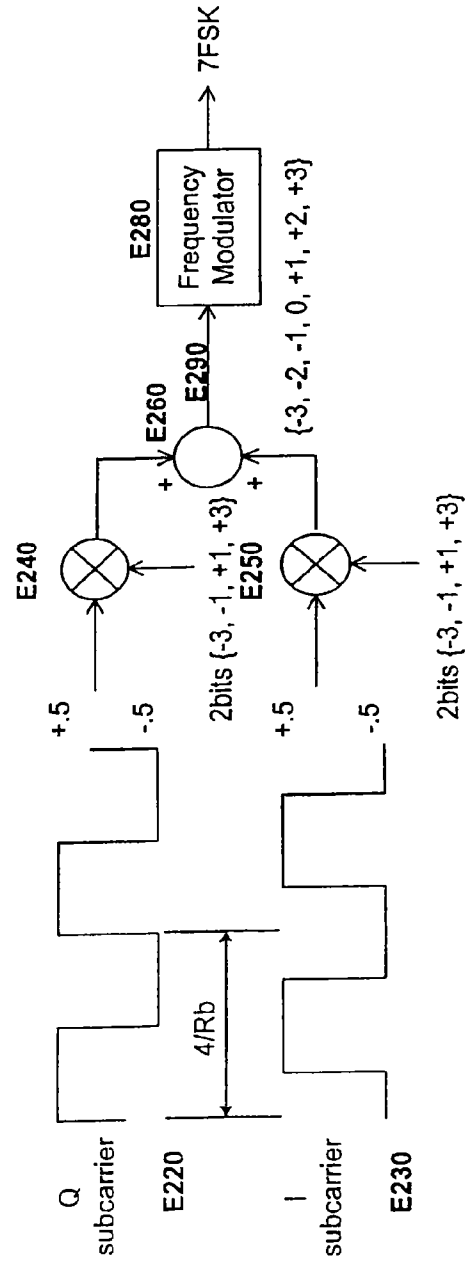 Q
subcarrier
E220
+.5
-.5
4/Rb
I
subcarrier
E230
+.5
-.5
E240
2bits {-3, -1, +1, +3}
E250
2bits {-3, -1, +1, +3}
+
+
E260
E290
{-3, -2, -1, 0, +1, +2, +3}
E280
Frequency
Modulator
7FSK